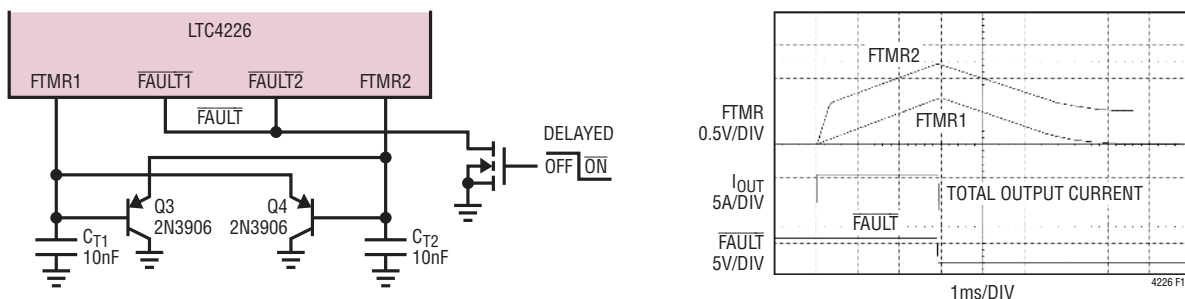 LTC4226
FTMR1 FAULT1 FAULT2 FTMR2
FAULT
DELAYED
OFF ON
Q3
2N3906
Q4
2N3906
CT1
10nF
CT2
10nF
FTMR2
FTMR1
FTMR
0.5V/DIV
IOUT
5A/DIV
TOTAL OUTPUT CURRENT
FAULT
FAULT
5V/DIV
1ms/DIV
4226 F1